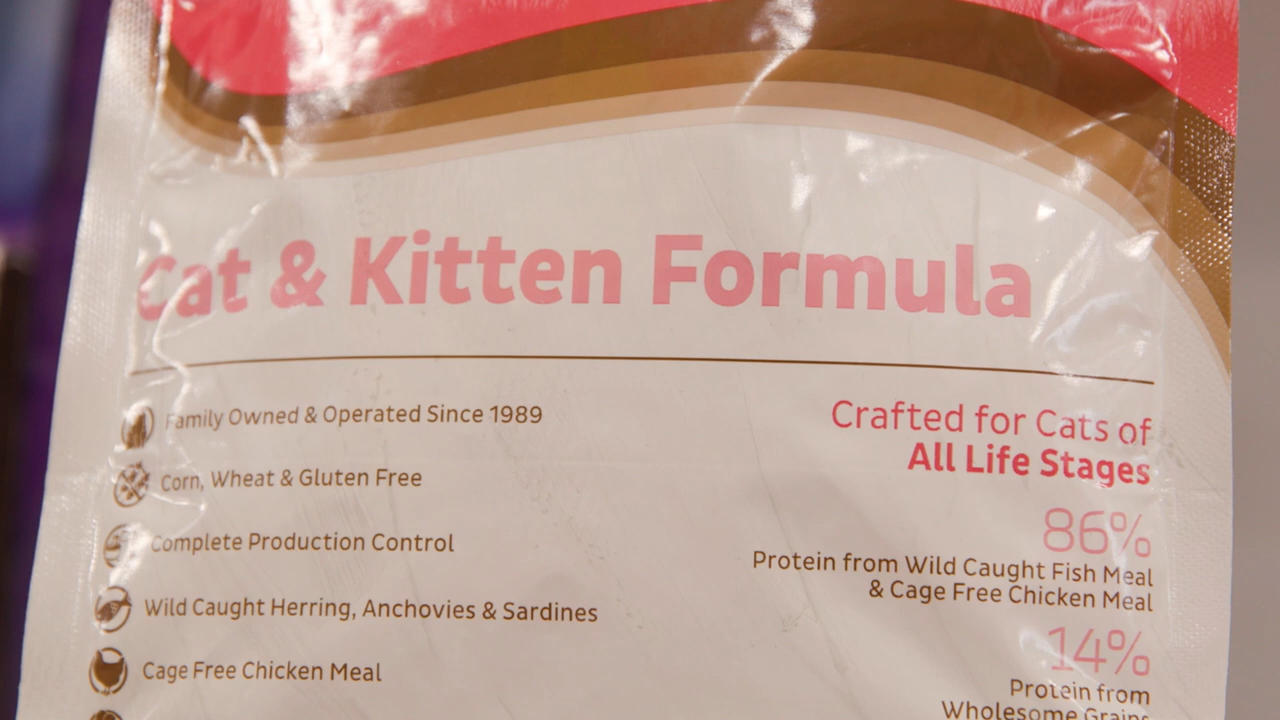 Cat & Kitten Formula
Family Owned & Operated Since 1989
Corn, Wheat & Gluten Free
Complete Production Control
Wild Caught Herring, Anchovies & Sardines
Cage Free Chicken Meal
Crafted for Cats of
All Life Stages
86%
Protein from Wild Caught Fish Meal
& Cage Free Chicken Meal
14%
Protein from
Wholesome Grains